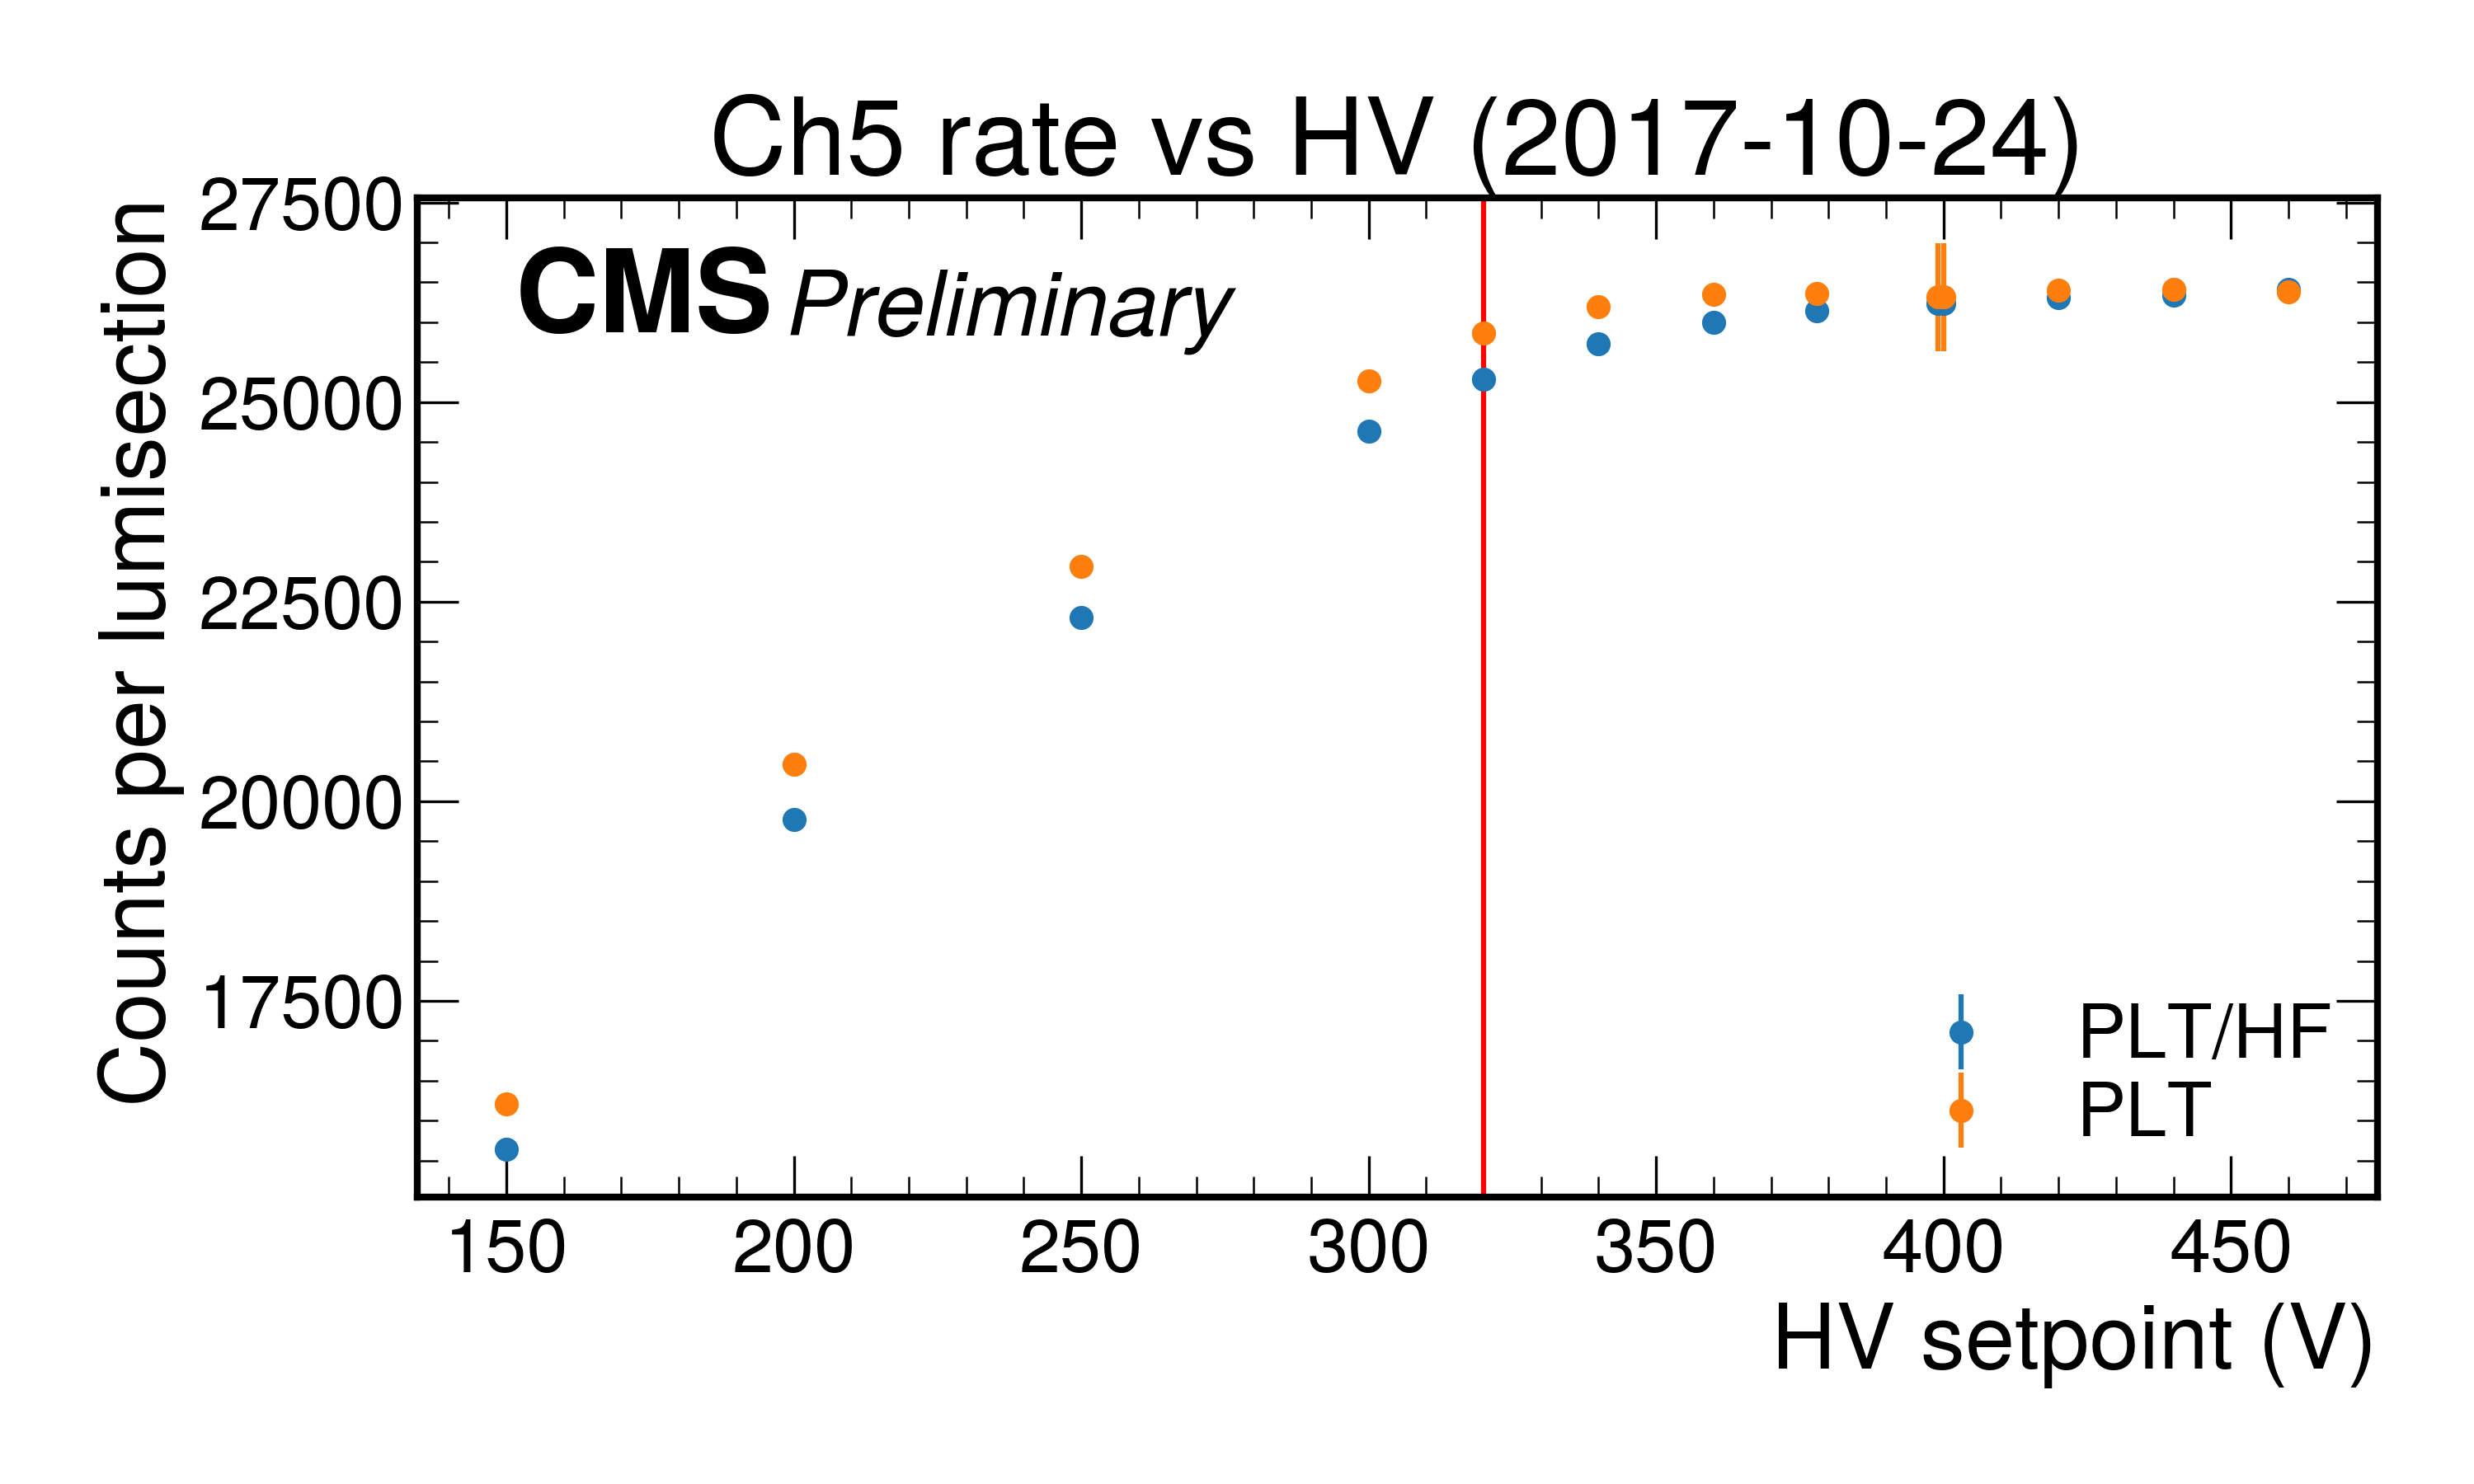 Ch5 rate vs HV (2017-10-24)
CMS Preliminary
Counts per lumisection
27500
25000
22500
20000
17500
PLT/HF
PLT
150 200 250 300 350 400 450
HV setpoint (V)